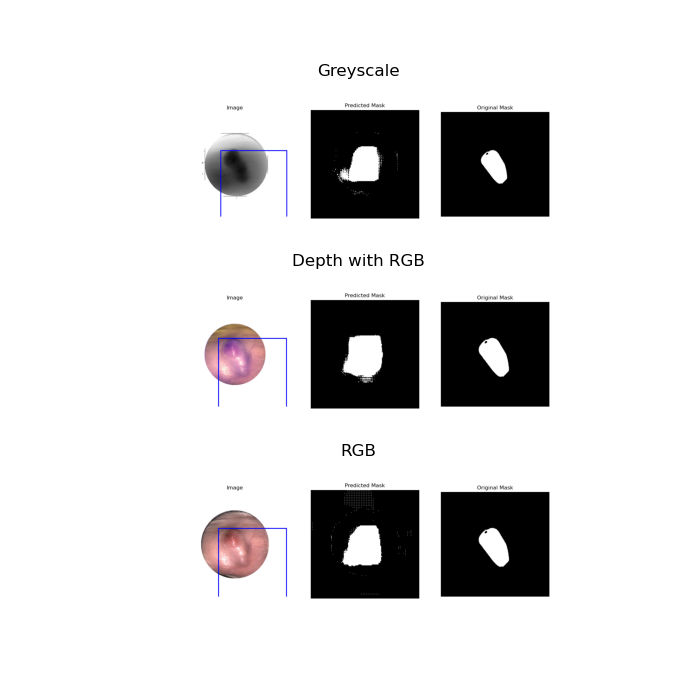 Greyscale
Image
Predicted Mask
Original Mask
Depth with RGB
Image
Predicted Mask
Original Mask
RGB
Image
Predicted Mask
Original Mask